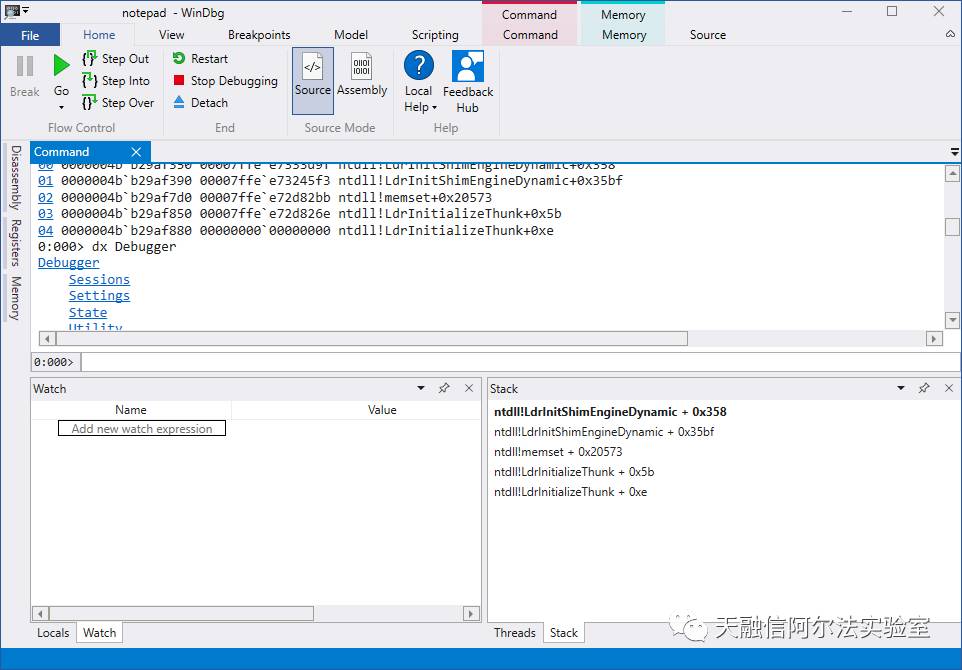 notepad - WinDbg
Command
Memory
File
Home
View
Breakpoints
Model
Scripting
Command
Memory
Source
Break
Go
Step Out
Step Into
Step Over
Flow Control
Restart
Stop Debugging
Detach
End
Source
Assembly
Source Mode
Local Help
Feedback Hub
Help
Disassembly
Registers
Memory
Command
00 0000004b`b29af350 00007ffe`e7353d9f ntdll!LdrInitShimEngineDynamic+0x358
01 0000004b`b29af390 00007ffe`e73245f3 ntdll!LdrInitShimEngineDynamic+0x35bf
02 0000004b`b29af7d0 00007ffe`e72d82bb ntdll!memset+0x20573
03 0000004b`b29af850 00007ffe`e72d826e ntdll!LdrInitializeThunk+0x5b
04 0000004b`b29af880 00000000`00000000 ntdll!LdrInitializeThunk+0xe
0:000> dx Debugger
Debugger
Sessions
Settings
State
Utility
0:000>
Watch
Name
Value
Add new watch expression
Locals
Watch
Stack
ntdll!LdrInitShimEngineDynamic + 0x358
ntdll!LdrInitShimEngineDynamic + 0x35bf
ntdll!memset + 0x20573
ntdll!LdrInitializeThunk + 0x5b
ntdll!LdrInitializeThunk + 0xe
Threads
Stack
天融信阿尔法实验室